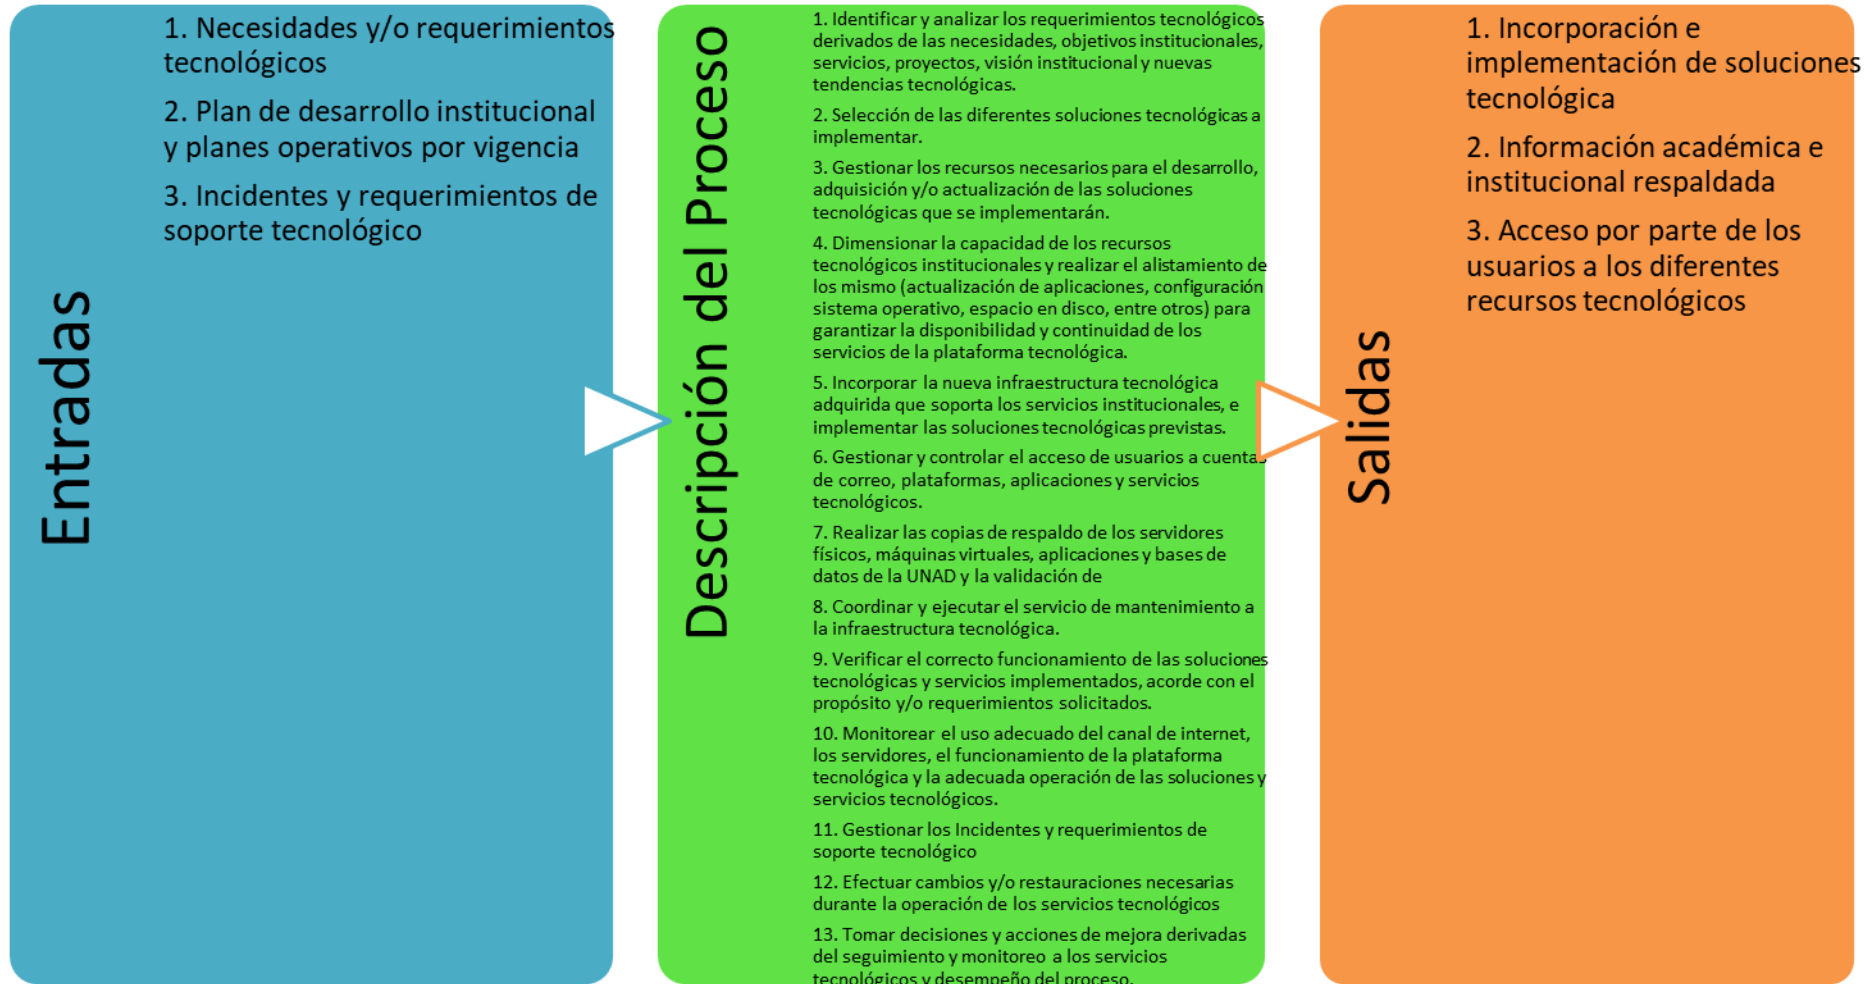 Entradas
1. Necesidades y/o requerimientos
tecnológicos
2. Plan de desarrollo institucional
y planes operativos por vigencia
3. Incidentes y requerimientos de
soporte tecnológico
Descripción del Proceso
1. Identificar y analizar los requerimientos tecnológicos
derivados de las necesidades, objetivos institucionales,
servicios, proyectos, visión institucional y nuevas
tendencias tecnológicas.
2. Selección de las diferentes soluciones tecnológicas a
implementar.
3. Gestionar los recursos necesarios para el desarrollo,
adquisición y/o actualización de las soluciones
tecnológicas que se implementarán.
4. Dimensionar la capacidad de los recursos
tecnológicos institucionales y realizar el alistamiento de
los mismo (actualización de aplicaciones, configuración
sistema operativo, espacio en disco, entre otros) para
garantizar la disponibilidad y continuidad de los
servicios de la plataforma tecnológica.
5. Incorporar la nueva infraestructura tecnológica
adquirida que soporta los servicios institucionales, e
implementar las soluciones tecnológicas previstas.
6. Gestionar y controlar el acceso de usuarios a cuentas
de correo, plataformas, aplicaciones y servicios
tecnológicos.
7. Realizar las copias de respaldo de los servidores
físicos, máquinas virtuales, aplicaciones y bases de
datos de la UNAD y la validación de
8. Coordinar y ejecutar el servicio de mantenimiento a
la infraestructura tecnológica.
9. Verificar el correcto funcionamiento de las soluciones
tecnológicas y servicios implementados, acorde con el
propósito y/o requerimientos solicitados.
10. Monitorear el uso adecuado del canal de internet,
los servidores, el funcionamiento de la plataforma
tecnológica y la adecuada operación de las soluciones y
servicios tecnológicos.
11. Gestionar los Incidentes y requerimientos de
soporte tecnológico
12. Efectuar cambios y/o restauraciones necesarias
durante la operación de los servicios tecnológicos
13. Tomar decisiones y acciones de mejora derivadas
del seguimiento y monitoreo a los servicios
tecnológicos y desempeño del proceso.
Salidas
1. Incorporación e
implementación de soluciones
tecnológica
2. Información académica e
institucional respaldada
3. Acceso por parte de los
usuarios a los diferentes
recursos tecnológicos